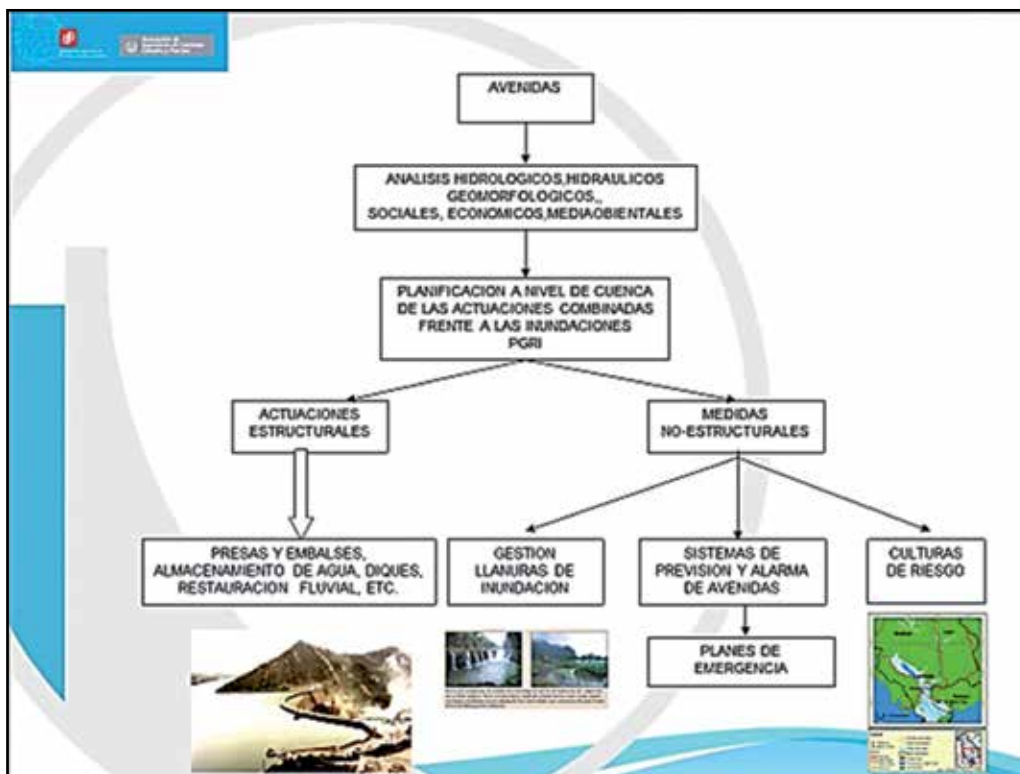 AVENIDAS
ANALISIS HIDROLOGICOS,HIDRAULICOS
GEOMORFOLOGICOS,,
SOCIALES, ECONOMICOS,MEDIAOBIENTALES
PLANIFICACION A NIVEL DE CUENCA
DE LAS ACTUACIONES COMBINADAS
FRENTE A LAS INUNDACIONES
PGRI
ACTUACIONES
ESTRUCTURALES
MEDIDAS
NO-ESTRUCTURALES
PRESAS Y EMBALSES,
ALMACENAMIENTO DE AGUA, DIQUES,
RESTAURACION FLUVIAL, ETC.
GESTION
LLANURAS DE
INUNDACION
SISTEMAS DE
PREVISION Y ALARMA
DE AVENIDAS
CULTURAS
DE RIESGO
PLANES DE
EMERGENCIA